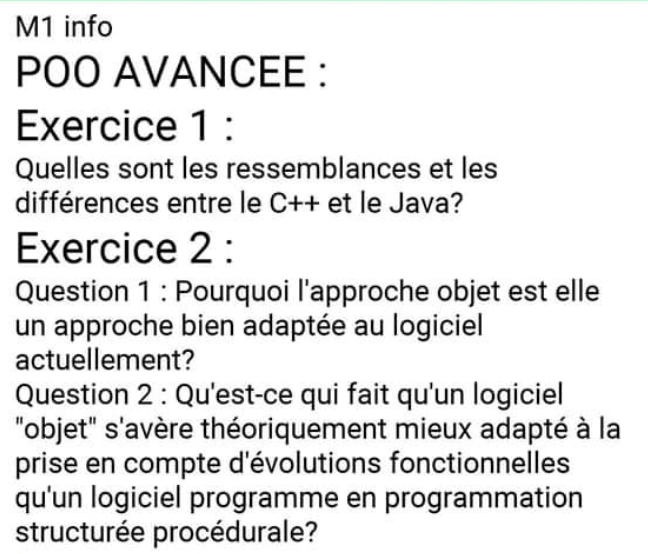 M1 info
POO AVANCEE :
Exercice 1 :
Quelles sont les ressemblances et les
différences entre le C++ et le Java?
Exercice 2 :
Question 1 : Pourquoi l'approche objet est elle
un approche bien adaptée au logiciel
actuellement?
Question 2 : Qu'est-ce qui fait qu'un logiciel
"objet" s'avère théoriquement mieux adapté à la
prise en compte d'évolutions fonctionnelles
qu'un logiciel programme en programmation
structurée procédurale?